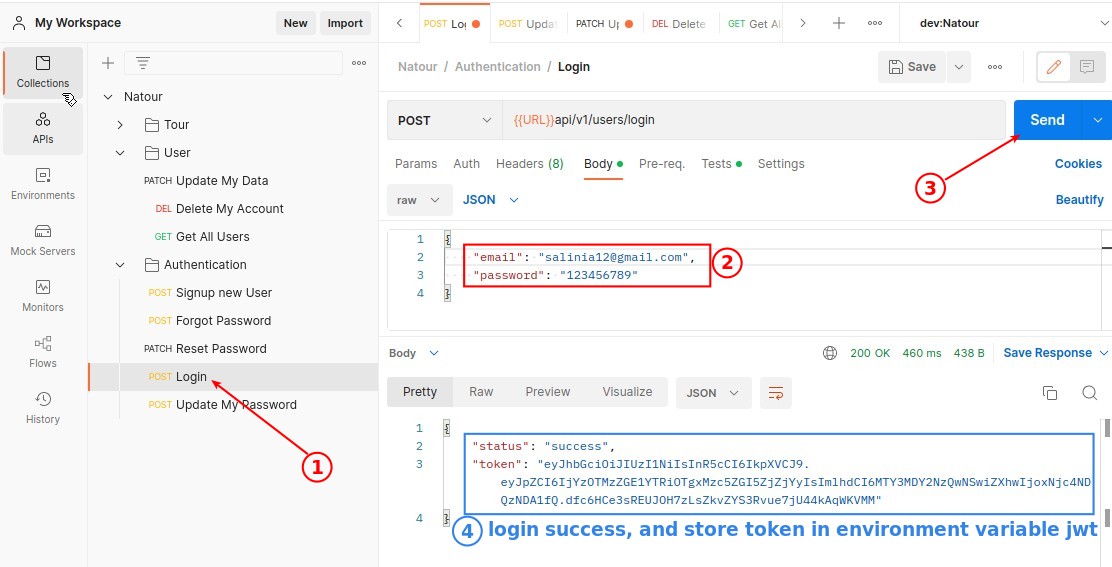 My Workspace
New
Import
POST Log
POST Upda
PATCH Up
DEL Delete
GET Get Al
dev:Natour
Collections
APIs
Environments
Mock Servers
Monitors
Flows
History
Natour
Tour
User
PATCH Update My Data
DEL Delete My Account
GET Get All Users
Authentication
POST Signup new User
POST Forgot Password
PATCH Reset Password
POST Login
POST Update My Password
1
Natour / Authentication / Login
Save
POST
{{URL}}api/v1/users/login
Send
3
Params Auth Headers (8) Body Pre-req. Tests Settings
Cookies
raw JSON
Beautify
1 {
2 "email": "salinia12@gmail.com",
3 "password": "123456789"
4 }
2
Body
200 OK 460 ms 438 B Save Response
Pretty Raw Preview Visualize JSON
1 {
2 "status": "success",
3 "token": "eyJhbGciOiJIUzI1NiIsInR5cCI6IkpXVCJ9.
eyJpZCI6IjYzOTMzZGE1YTRiOTgxMzc5ZGI5ZjZjYyIsImlhdCI6MTY3MDY2NzQwNSwiZXhwIjoxNjc4ND
QzNDA1fQ.dfc6HCe3sREUJOH7zLsZkvZYS3Rvue7jU44kAqWKVMM"
4 }
4 login success, and store token in environment variable jwt